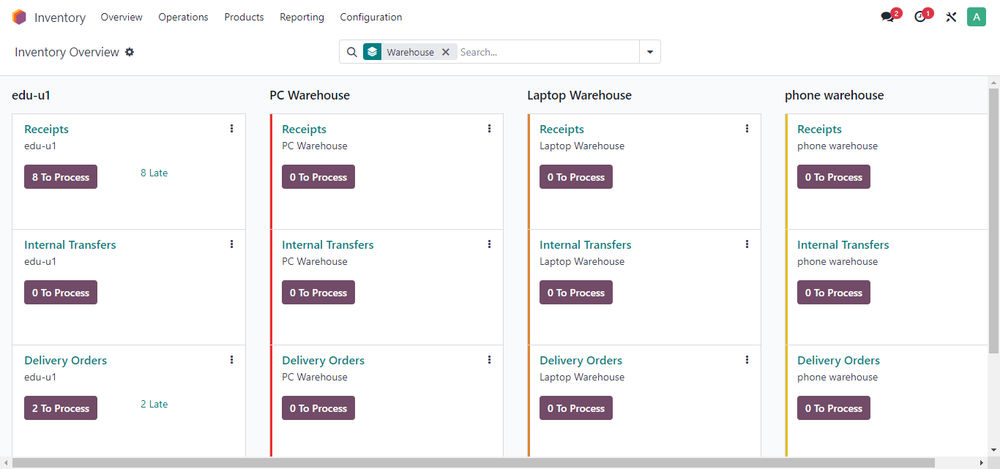 Inventory Overview Operations Products Reporting Configuration 2 1 A
Inventory Overview Warehouse Search...
edu-u1
Receipts
edu-u1
8 To Process 8 Late
Internal Transfers
edu-u1
0 To Process
Delivery Orders
edu-u1
2 To Process 2 Late
PC Warehouse
Receipts
PC Warehouse
0 To Process
Internal Transfers
PC Warehouse
0 To Process
Delivery Orders
PC Warehouse
0 To Process
Laptop Warehouse
Receipts
Laptop Warehouse
0 To Process
Internal Transfers
Laptop Warehouse
0 To Process
Delivery Orders
Laptop Warehouse
0 To Process
phone warehouse
Receipts
phone warehouse
0 To Process
Internal Transfers
phone warehouse
0 To Process
Delivery Orders
phone warehouse
0 To Process